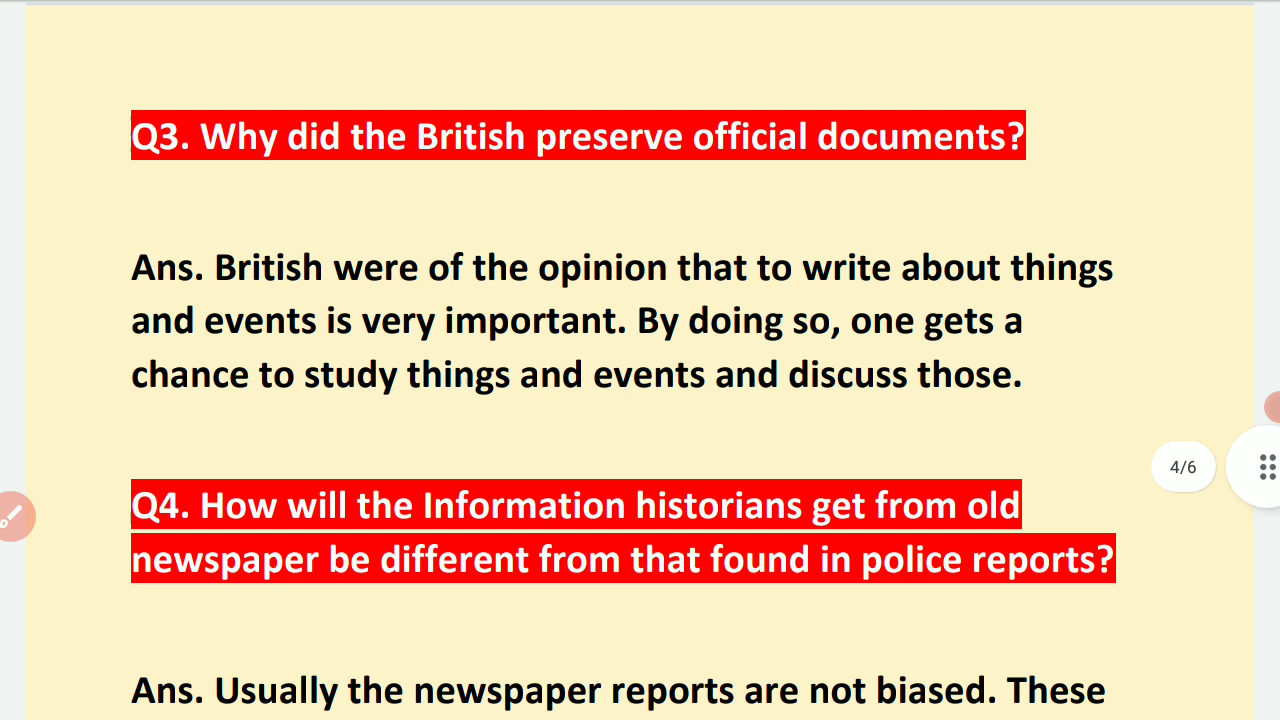 Q3. Why did the British preserve official documents?
Ans. British were of the opinion that to write about things
and events is very important. By doing so, one gets a
chance to study things and events and discuss those.
4/6
Q4. How will the Information historians get from old
newspaper be different from that found in police reports?
Ans. Usually the newspaper reports are not biased. These